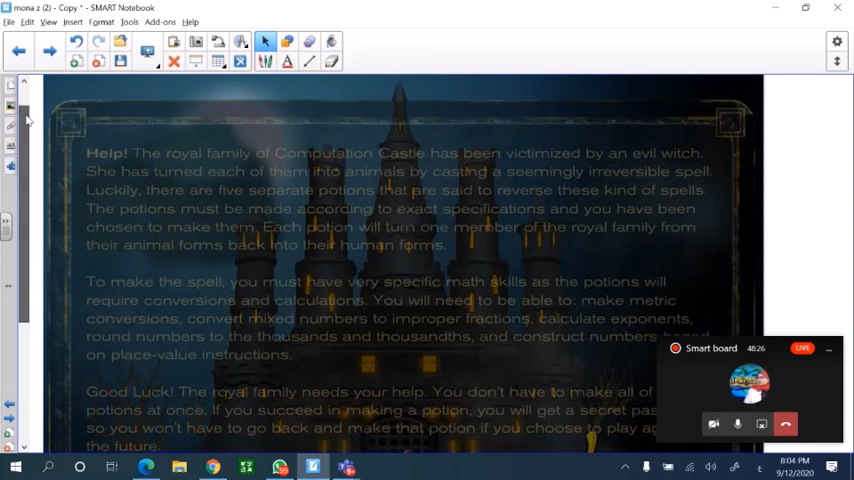 mona z (2) - Copy * - SMART Notebook
File Edit View Insert Format Tools Add-ons Help
Help! The royal family of Computation Castle has been victimized by an evil witch.
She has turned each of them into animals by casting a seemingly irreversible spell.
Luckily, there are five separate potions that are said to reverse these kind of spells.
The potions must be made according to exact specifications and you have been
chosen to make them. Each potion will turn one member of the royal family from
their animal forms back into their human forms.
To make the spell, you must have very specific math skills as the potions will
require conversions and calculations. You will need to be able to: make metric
conversions, convert mixed numbers to improper fractions, calculate exponents,
round numbers to the thousands and thousandths, and construct numbers based
on place-value instructions.
Good Luck! The royal family needs your help. You don't have to make all of
potions at once. If you succeed in making a potion, you will get a secret pas
so you won't have to go back and make that potion if you choose to play ag
the future.
Smart board 48:26 LIVE
99
9+
ع
8:04 PM
9/12/2020